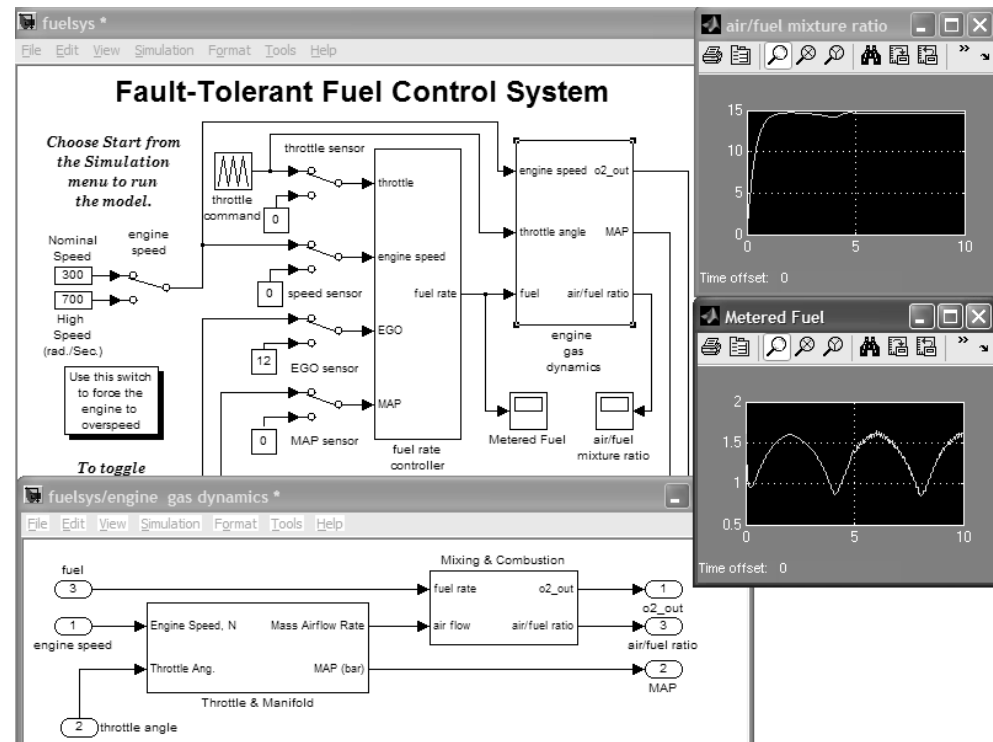 fuelsys *
File Edit View Simulation Format Tools Help
Fault-Tolerant Fuel Control System
Choose Start from
the Simulation
menu to run
the model.
throttle sensor
throttle
command
0
throttle
Nominal
Speed
300
700
High
Speed
(rad./Sec.)
engine
speed
0
speed sensor
engine speed
fuel rate
12
EGO sensor
EGO
0
MAP sensor
MAP
fuel rate
controller
Use this switch
to force the
engine to
overspeed
To toggle
engine speed
o2_out
throttle angle
MAP
fuel
air/fuel ratio
engine
gas
dynamics
Metered Fuel
air/fuel
mixture ratio
air/fuel mixture ratio
»
15
10
5
0
0
5
10
Time offset: 0
Metered Fuel
»
2
1.5
1
0.5
0
5
10
Time offset: 0
fuelsys/engine gas dynamics *
File Edit View Simulation Format Tools Help
fuel
3
1
engine speed
2
throttle angle
Engine Speed, N
Mass Airflow Rate
Throttle Ang.
MAP (bar)
Throttle & Manifold
Mixing & Combustion
fuel rate
o2_out
air flow
air/fuel ratio
1
o2_out
3
air/fuel ratio
2
MAP